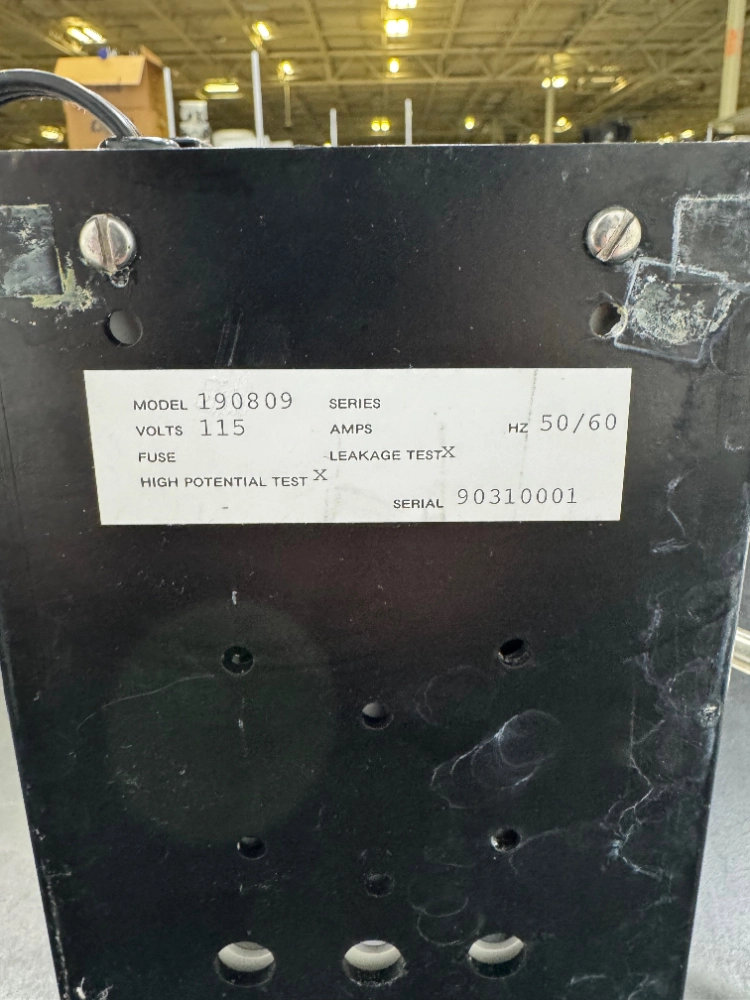 MODEL 190809 SERIES
VOLTS 115 AMPS HZ 50/60
FUSE LEAKAGE TEST X
HIGH POTENTIAL TEST X
SERIAL 90310001